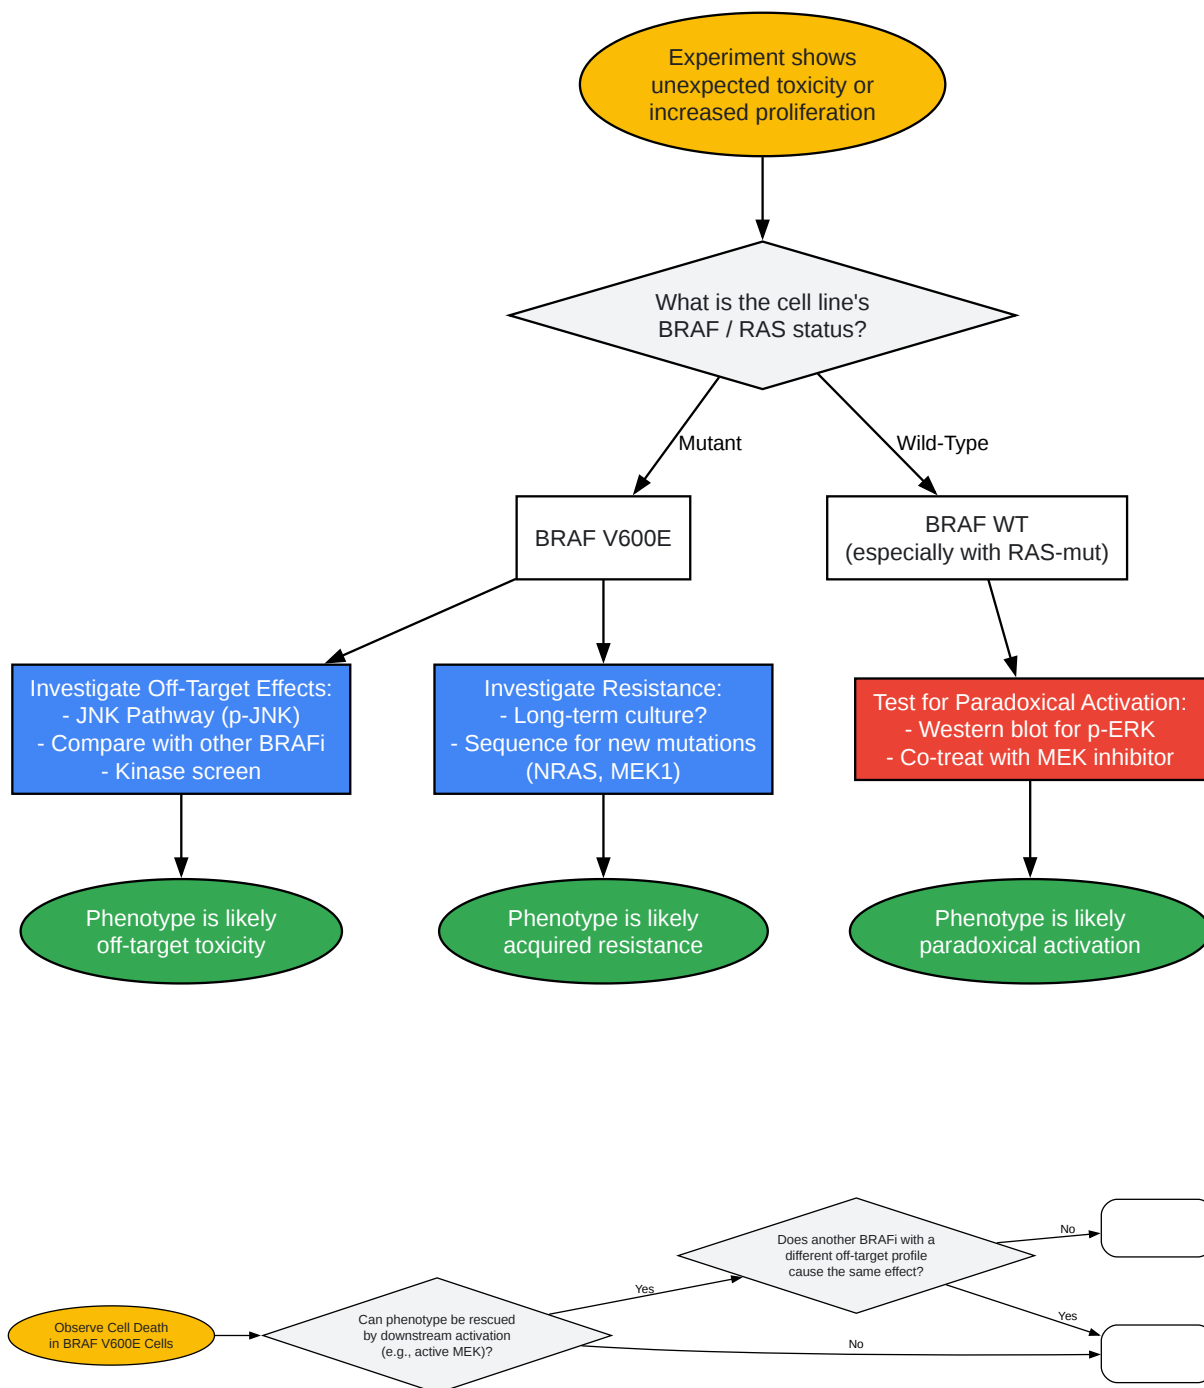 Experiment shows
unexpected toxicity or
increased proliferation
What is the cell line's
BRAF / RAS status?
Mutant
Wild-Type
BRAF V600E
BRAF WT
(especially with RAS-mut)
Investigate Off-Target Effects:
- JNK Pathway (p-JNK)
- Compare with other BRAFi
- Kinase screen
Investigate Resistance:
- Long-term culture?
- Sequence for new mutations
(NRAS, MEK1)
Test for Paradoxical Activation:
- Western blot for p-ERK
- Co-treat with MEK inhibitor
Phenotype is likely
off-target toxicity
Phenotype is likely
acquired resistance
Phenotype is likely
paradoxical activation
Observe Cell Death
in BRAF V600E Cells
Can phenotype be rescued
by downstream activation
(e.g., active MEK)?
Yes
No
Does another BRAFi with a
different off-target profile
cause the same effect?
No
Yes